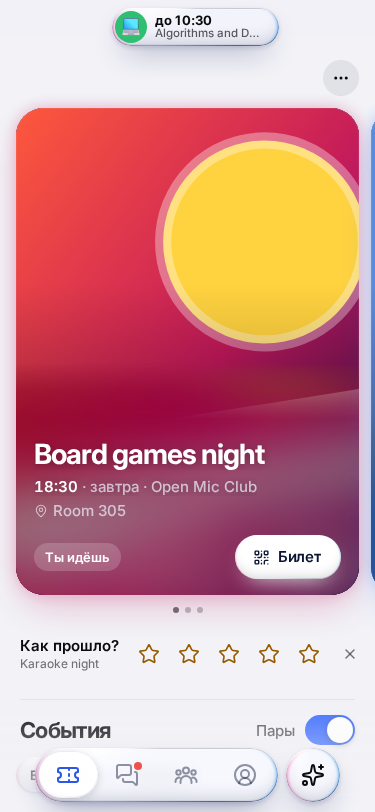 до 10:30
Algorithms and D...
Board games night
18:30 · завтра · Open Mic Club
Room 305
Ты идёшь
Билет
Как прошло?
Karaoke night
События
Пары